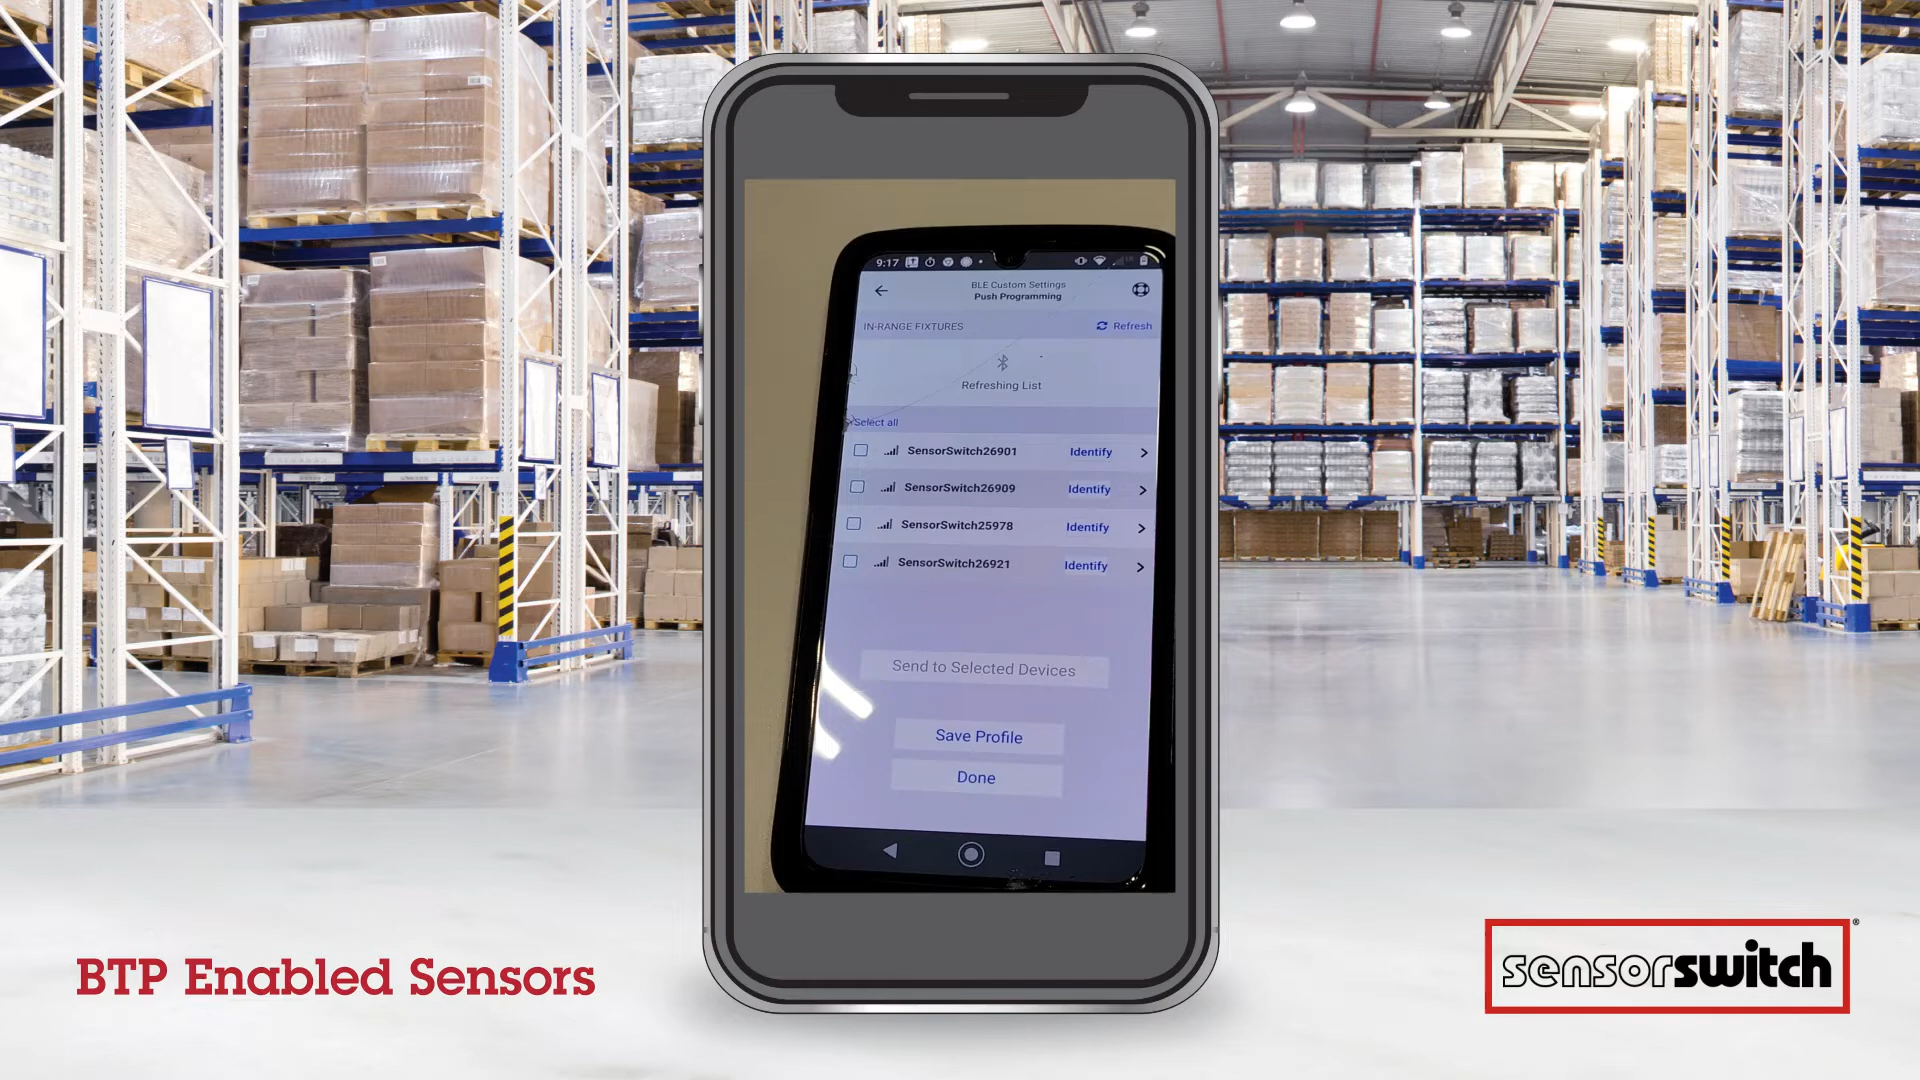 9:17
BLE Custom Settings
Push Programming
IN-RANGE FIXTURES
Refresh
Refreshing List
Select all
SensorSwitch26901 Identify
SensorSwitch26909 Identify
SensorSwitch25978 Identify
SensorSwitch26921 Identify
Send to Selected Devices
Save Profile
Done
BTP Enabled Sensors
sensorswitch®